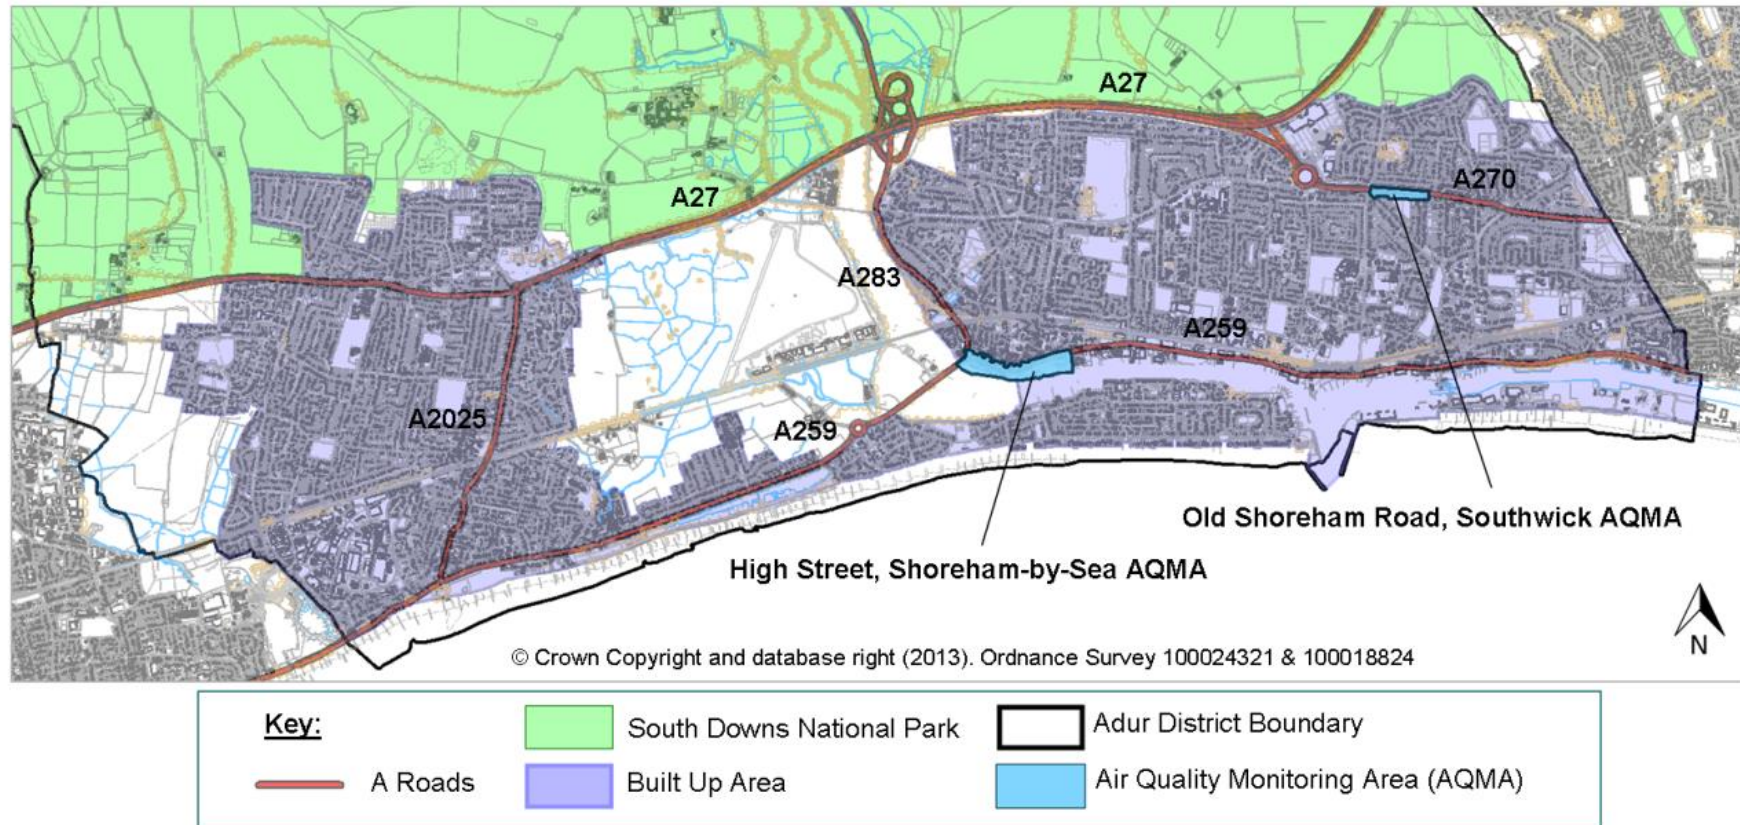 A27
A27
A270
A283
A259
A2025
A259
Old Shoreham Road, Southwick AQMA
High Street, Shoreham-by-Sea AQMA
N
© Crown Copyright and database right (2013). Ordnance Survey 100024321 & 100018824
Key:
South Downs National Park
Adur District Boundary
A Roads
Built Up Area
Air Quality Monitoring Area (AQMA)